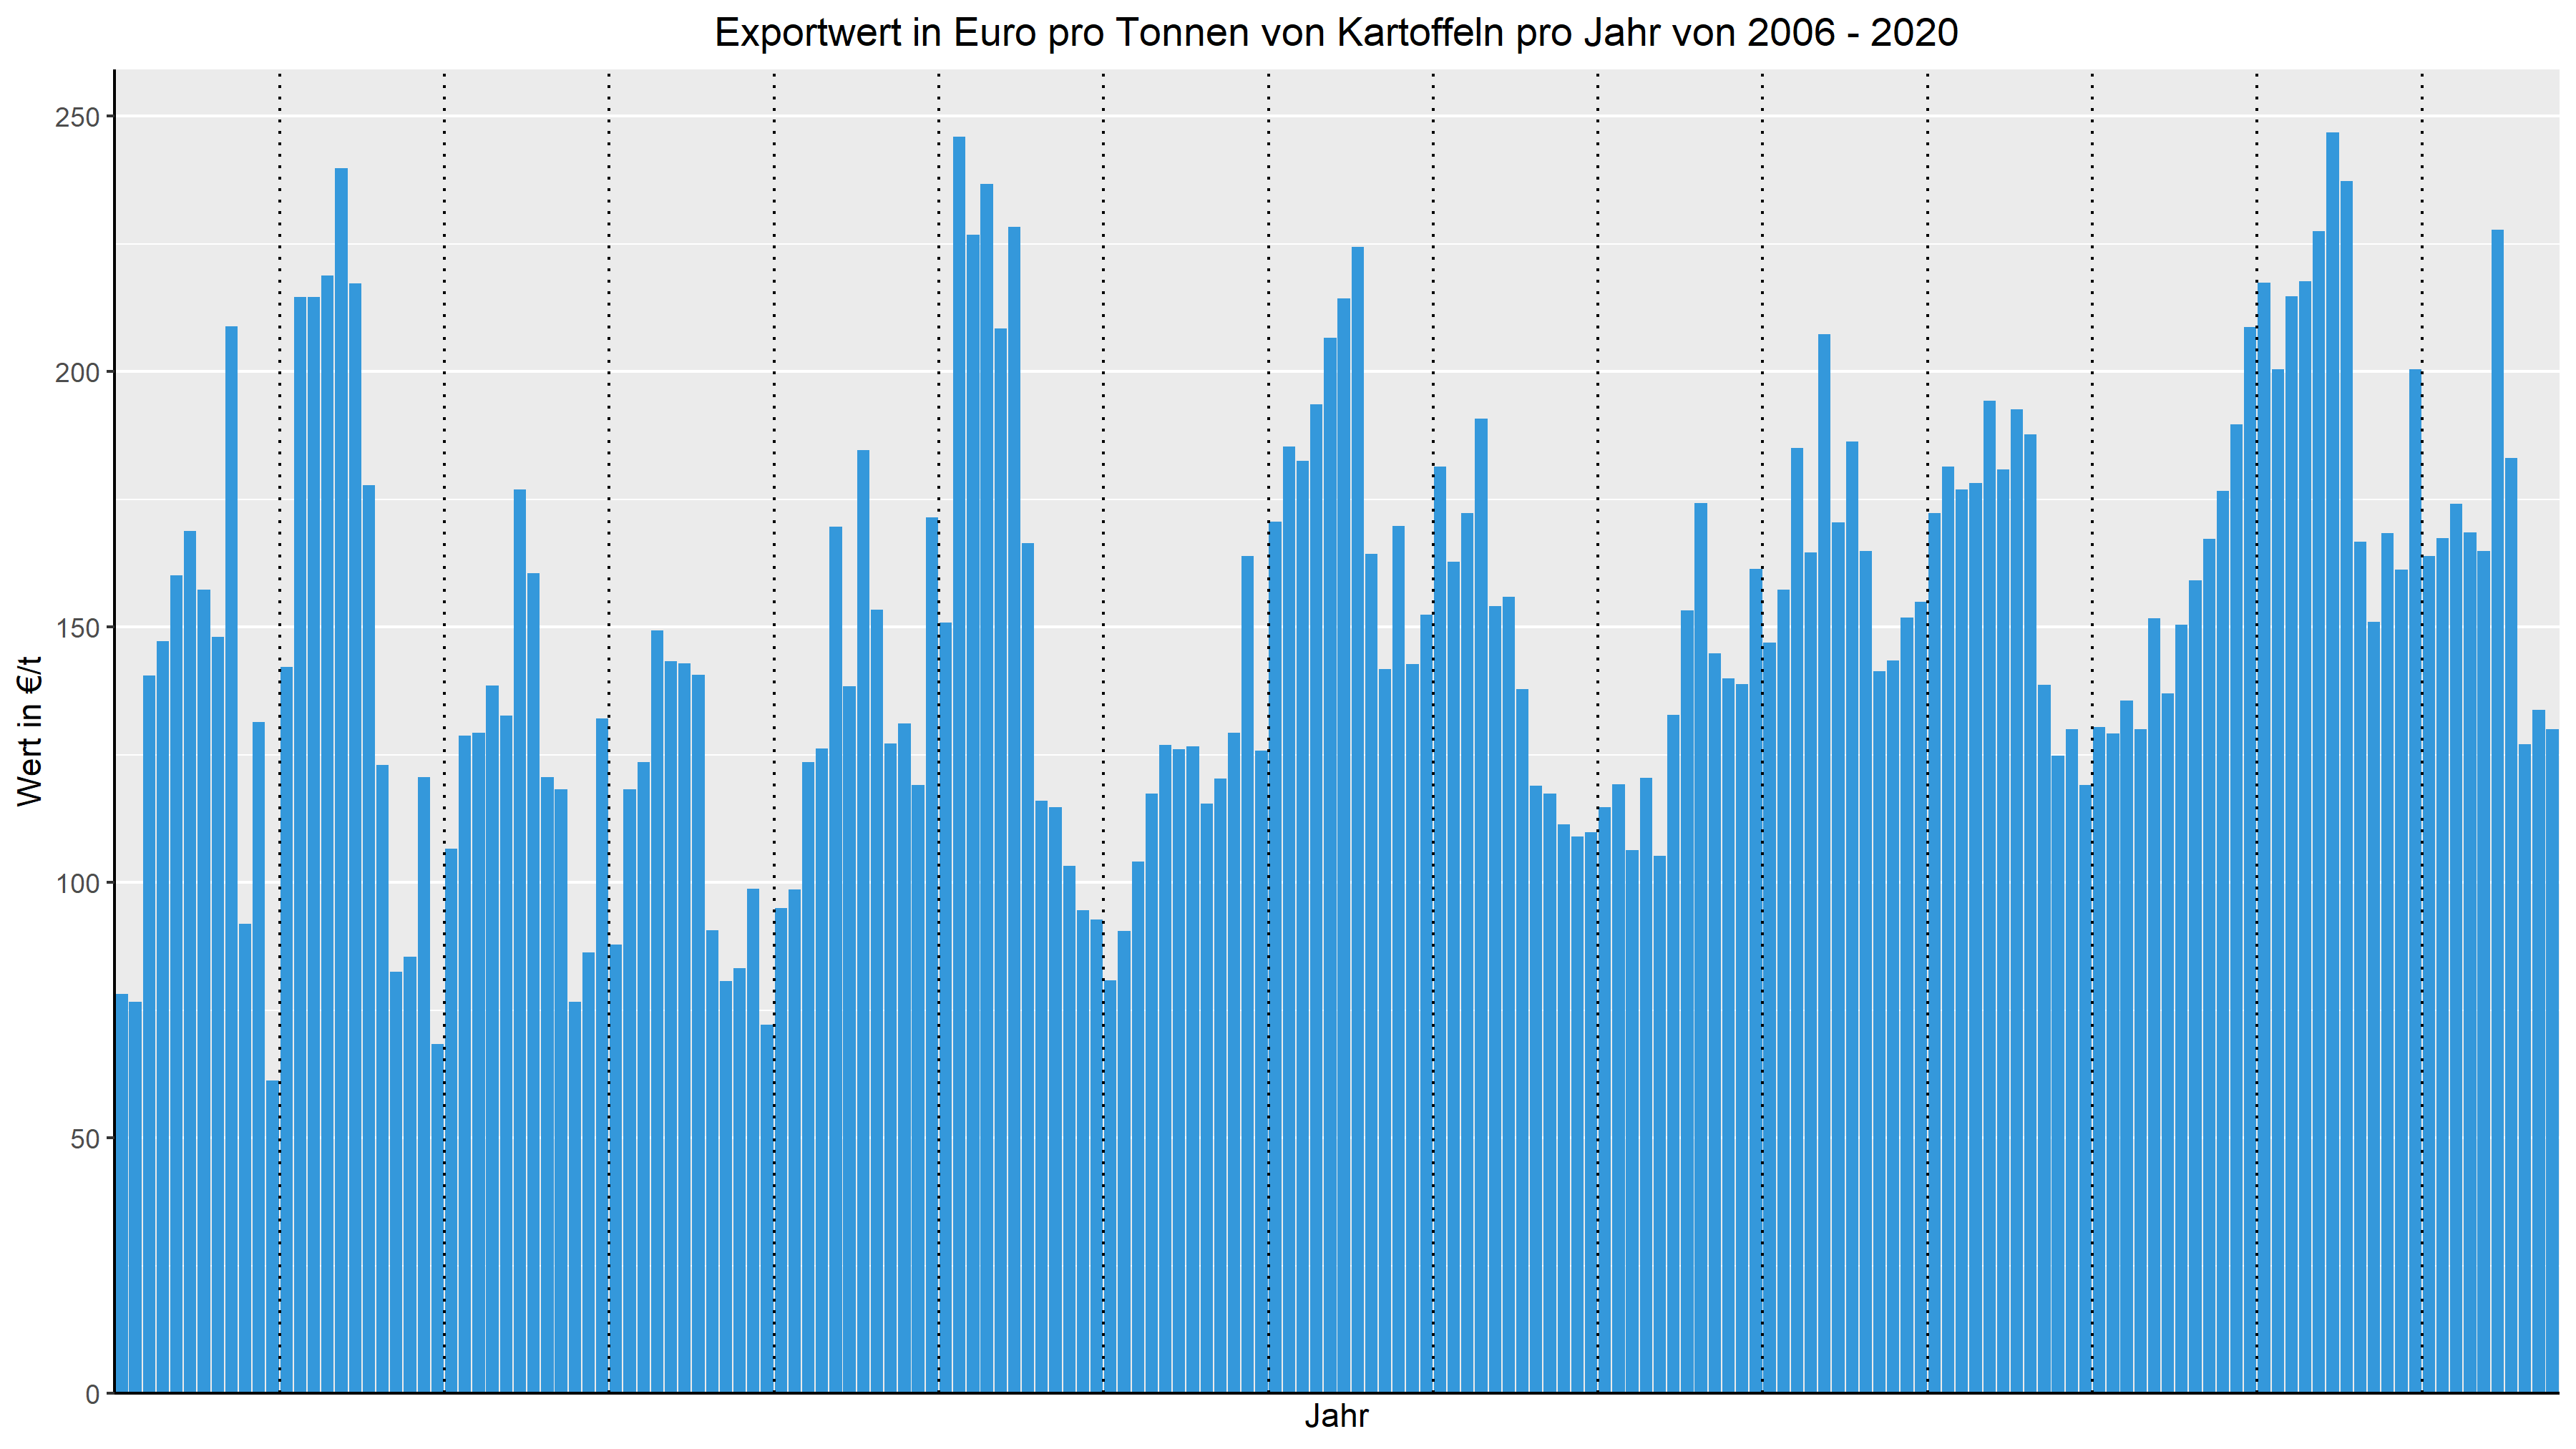 Exportwert in Euro pro Tonnen von Kartoffeln pro Jahr von 2006 - 2020
250
200
150
100
50
0
Wert in €/t
Jahr